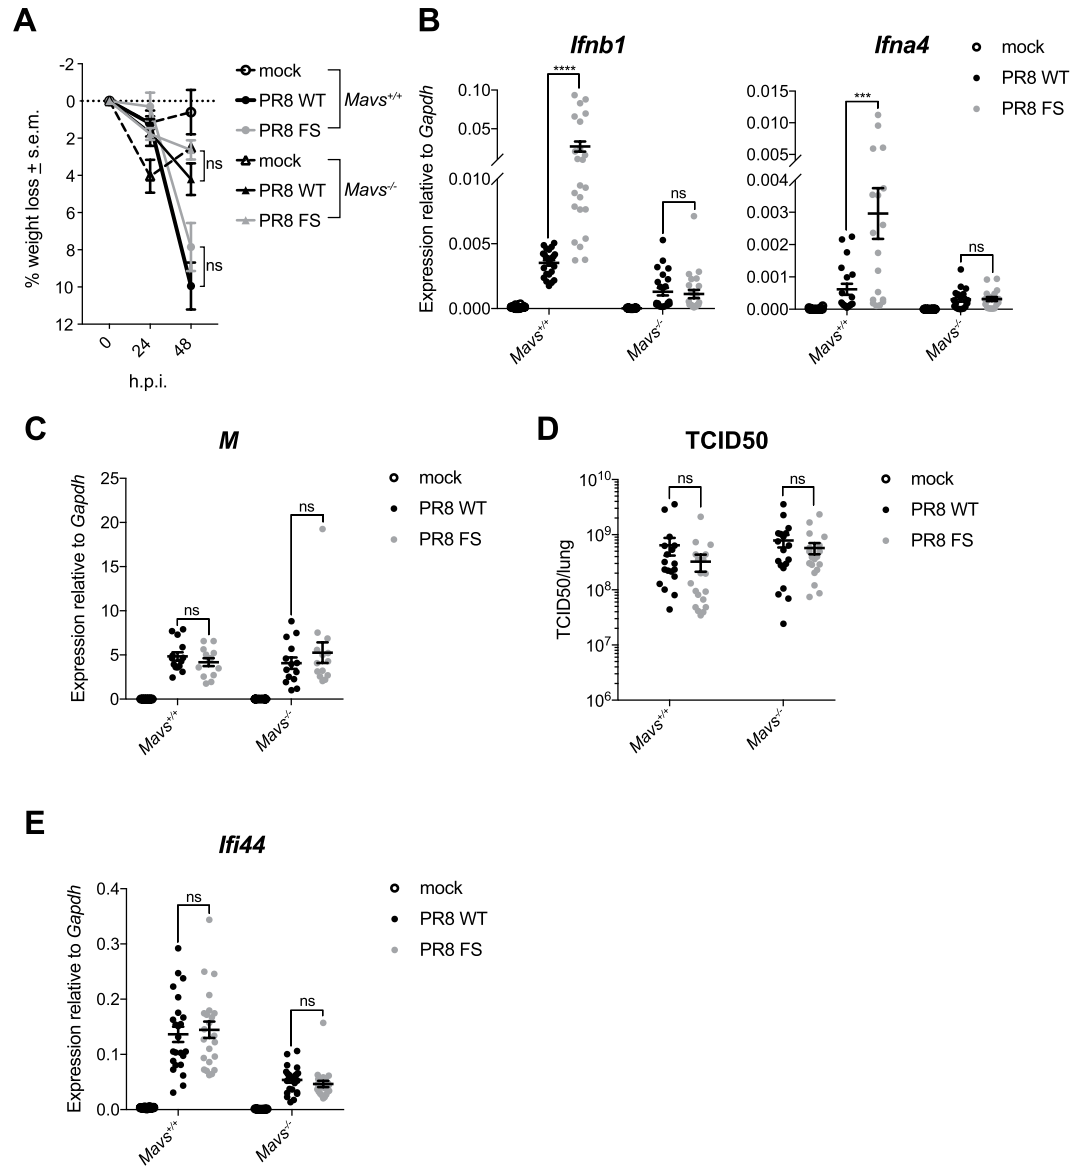 A
-2
0
2
4
6
8
10
12
% weight loss ± s.e.m.
0
24
48
h.p.i.
ns
ns
mock
PR8 WT
PR8 FS
Mavs+/+
mock
PR8 WT
PR8 FS
Mavs-/-
B
Ifnb1
Expression relative to Gapdh
0.10
0.05
0.010
0.005
0.000
****
ns
Mavs+/+
Mavs-/-
Ifna4
0.015
0.010
0.005
0.004
0.003
0.002
0.001
0.000
***
ns
Mavs+/+
Mavs-/-
mock
PR8 WT
PR8 FS
C
M
Expression relative to Gapdh
25
20
15
10
5
0
ns
ns
Mavs+/+
Mavs-/-
mock
PR8 WT
PR8 FS
D
TCID50
TCID50/lung
10^10
10^9
10^8
10^7
10^6
ns
ns
Mavs+/+
Mavs-/-
mock
PR8 WT
PR8 FS
E
Ifi44
Expression relative to Gapdh
0.4
0.3
0.2
0.1
0.0
ns
ns
Mavs+/+
Mavs-/-
mock
PR8 WT
PR8 FS